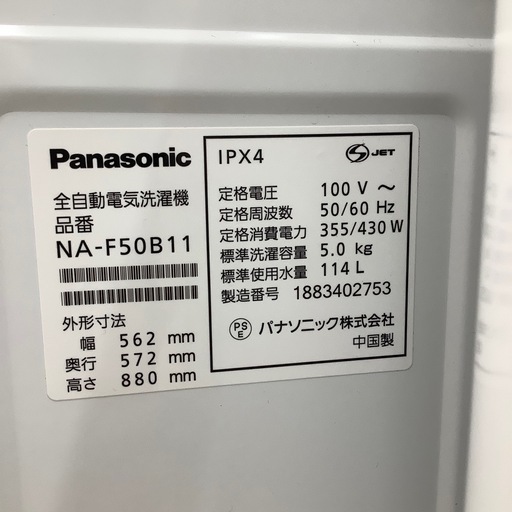 Panasonic
全自動電気洗濯機
品番
NA-F50B11
外形寸法
幅 562 mm
奥行 572 mm
高さ 880 mm
IPX4
S JET
定格電圧 100 V ～
定格周波数 50/60 Hz
定格消費電力 355/430 W
標準洗濯容量 5.0 kg
標準使用水量 114 L
製造番号 1883402753
PS E パナソニック株式会社
中国製